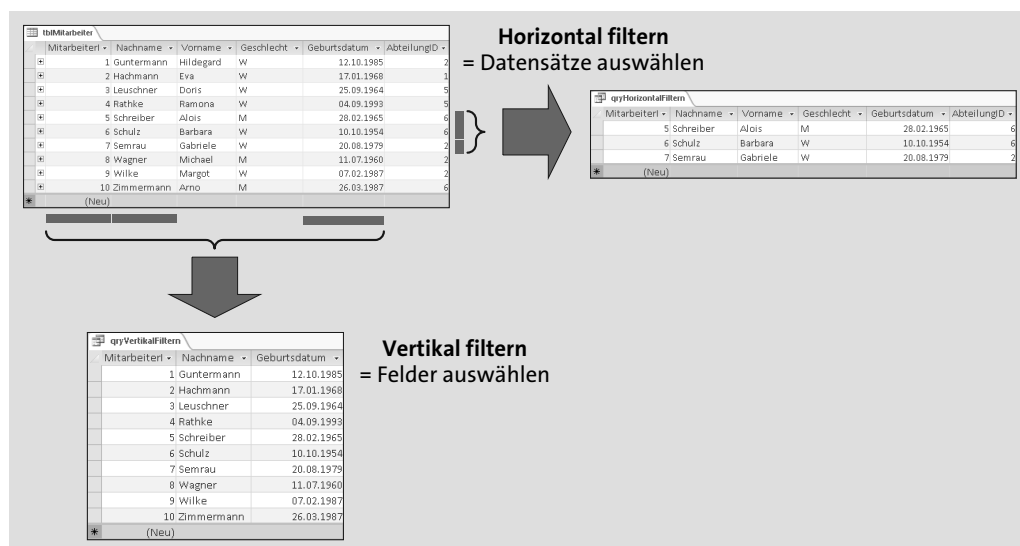 tblMitarbeiter
MitarbeiterI Nachname Vorname Geschlecht Geburtsdatum AbteilungID
1 Guntermann Hildegard W 12.10.1985 2
2 Hachmann Eva W 17.01.1968 1
3 Leuschner Doris W 25.09.1964 5
4 Rathke Ramona W 04.09.1993 5
5 Schreiber Alois M 28.02.1965 6
6 Schulz Barbara W 10.10.1954 6
7 Semrau Gabriele W 20.08.1979 2
8 Wagner Michael M 11.07.1960 2
9 Wilke Margot W 07.02.1987 2
10 Zimmermann Arno M 26.03.1987 6
(Neu)
Horizontal filtern
= Datensätze auswählen
qryHorizontalFiltern
MitarbeiterI Nachname Vorname Geschlecht Geburtsdatum AbteilungID
5 Schreiber Alois M 28.02.1965 6
6 Schulz Barbara W 10.10.1954 6
7 Semrau Gabriele W 20.08.1979 2
(Neu)
qryVertikalFiltern
MitarbeiterI Nachname Geburtsdatum
1 Guntermann 12.10.1985
2 Hachmann 17.01.1968
3 Leuschner 25.09.1964
4 Rathke 04.09.1993
5 Schreiber 28.02.1965
6 Schulz 10.10.1954
7 Semrau 20.08.1979
8 Wagner 11.07.1960
9 Wilke 07.02.1987
10 Zimmermann 26.03.1987
(Neu)
Vertikal filtern
= Felder auswählen